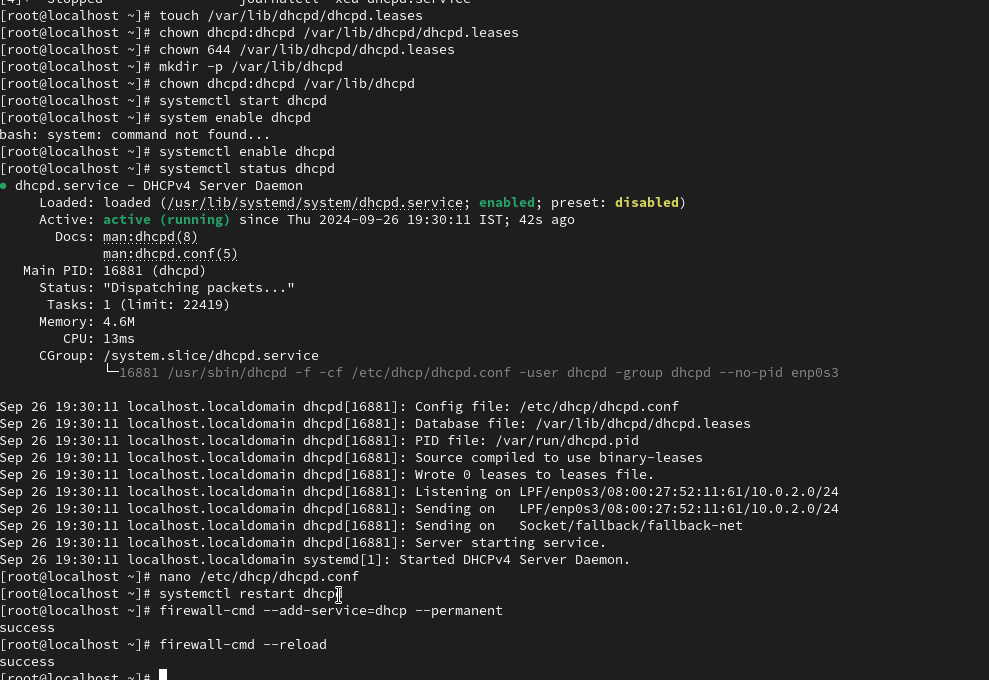 [root@localhost ~]# touch /var/lib/dhcpd/dhcpd.leases
[root@localhost ~]# chown dhcpd:dhcpd /var/lib/dhcpd/dhcpd.leases
[root@localhost ~]# chown 644 /var/lib/dhcpd/dhcpd.leases
[root@localhost ~]# mkdir -p /var/lib/dhcpd
[root@localhost ~]# chown dhcpd:dhcpd /var/lib/dhcpd
[root@localhost ~]# systemctl start dhcpd
[root@localhost ~]# system enable dhcpd
bash: system: command not found...
[root@localhost ~]# systemctl enable dhcpd
[root@localhost ~]# systemctl status dhcpd
● dhcpd.service - DHCPv4 Server Daemon
     Loaded: loaded (/usr/lib/systemd/system/dhcpd.service; enabled; preset: disabled)
     Active: active (running) since Thu 2024-09-26 19:30:11 IST; 42s ago
       Docs: man:dhcpd(8)
             man:dhcpd.conf(5)
   Main PID: 16881 (dhcpd)
     Status: "Dispatching packets..."
      Tasks: 1 (limit: 22419)
     Memory: 4.6M
        CPU: 13ms
     CGroup: /system.slice/dhcpd.service
             └─16881 /usr/sbin/dhcpd -f -cf /etc/dhcp/dhcpd.conf -user dhcpd -group dhcpd --no-pid enp0s3
Sep 26 19:30:11 localhost.localdomain dhcpd[16881]: Config file: /etc/dhcp/dhcpd.conf
Sep 26 19:30:11 localhost.localdomain dhcpd[16881]: Database file: /var/lib/dhcpd/dhcpd.leases
Sep 26 19:30:11 localhost.localdomain dhcpd[16881]: PID file: /var/run/dhcpd.pid
Sep 26 19:30:11 localhost.localdomain dhcpd[16881]: Source compiled to use binary-leases
Sep 26 19:30:11 localhost.localdomain dhcpd[16881]: Wrote 0 leases to leases file.
Sep 26 19:30:11 localhost.localdomain dhcpd[16881]: Listening on LPF/enp0s3/08:00:27:52:11:61/10.0.2.0/24
Sep 26 19:30:11 localhost.localdomain dhcpd[16881]: Sending on   LPF/enp0s3/08:00:27:52:11:61/10.0.2.0/24
Sep 26 19:30:11 localhost.localdomain dhcpd[16881]: Sending on   Socket/fallback/fallback-net
Sep 26 19:30:11 localhost.localdomain dhcpd[16881]: Server starting service.
Sep 26 19:30:11 localhost.localdomain systemd[1]: Started DHCPv4 Server Daemon.
[root@localhost ~]# nano /etc/dhcp/dhcpd.conf
[root@localhost ~]# systemctl restart dhcpd
[root@localhost ~]# firewall-cmd --add-service=dhcp --permanent
success
[root@localhost ~]# firewall-cmd --reload
success
[root@localhost ~]#